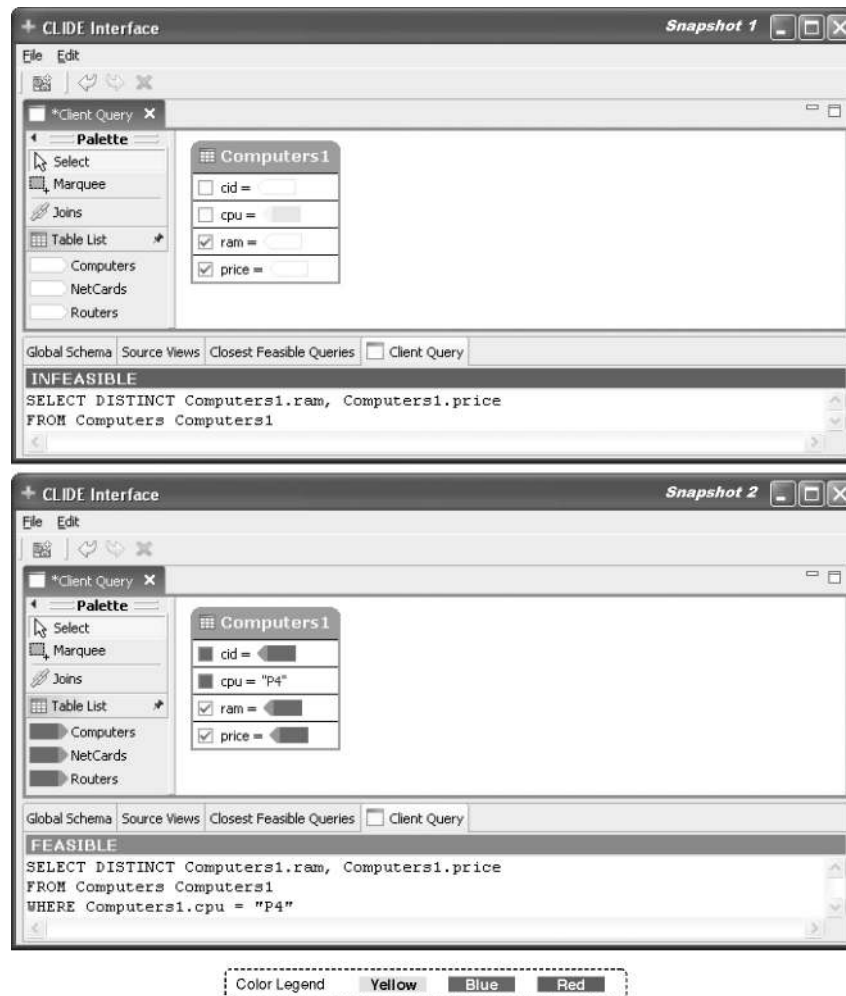 CLIDE Interface Snapshot 1
File Edit
*Client Query
Palette
Select
Marquee
Joins
Table List
Computers
NetCards
Routers
Computers1
cid =
cpu =
ram =
price =
Global Schema Source Views Closest Feasible Queries Client Query
INFEASIBLE
SELECT DISTINCT Computers1.ram, Computers1.price
FROM Computers Computers1
CLIDE Interface Snapshot 2
File Edit
*Client Query
Palette
Select
Marquee
Joins
Table List
Computers
NetCards
Routers
Computers1
cid =
cpu = "P4"
ram =
price =
Global Schema Source Views Closest Feasible Queries Client Query
FEASIBLE
SELECT DISTINCT Computers1.ram, Computers1.price
FROM Computers Computers1
WHERE Computers1.cpu = "P4"
Color Legend Yellow Blue Red